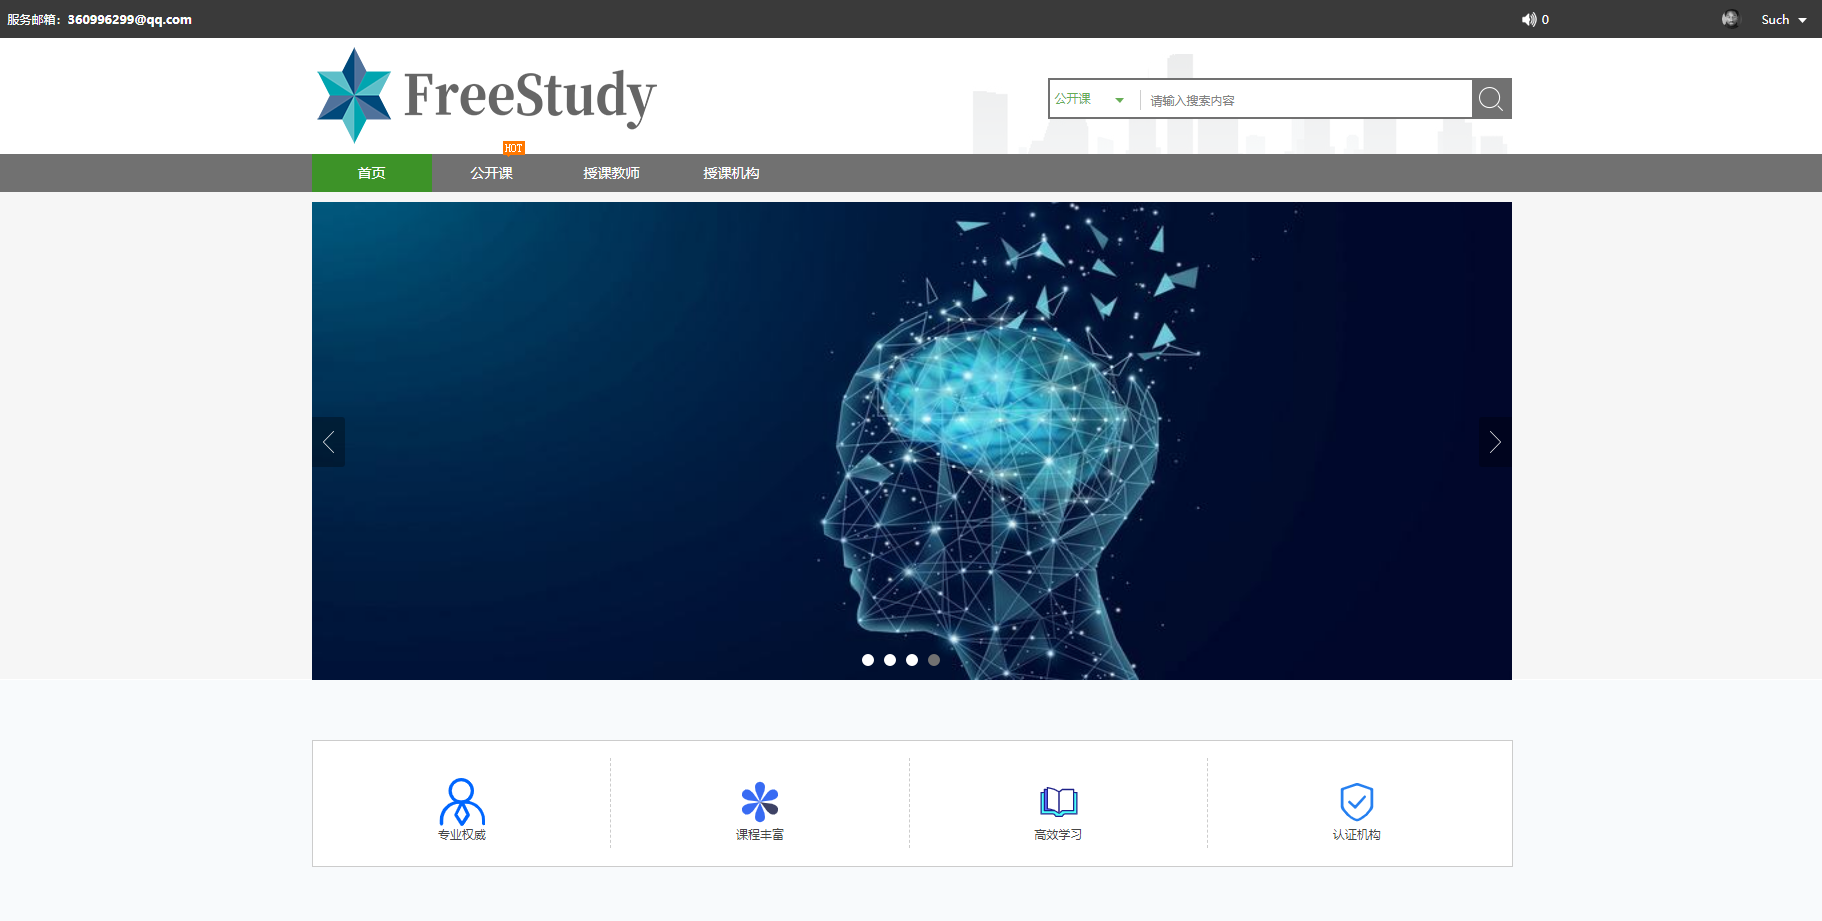 服务邮箱：360996299@qq.com
0
Such
FreeStudy
公开课
请输入搜索内容
HOT
首页
公开课
授课教师
授课机构
专业权威
课程丰富
高效学习
认证机构